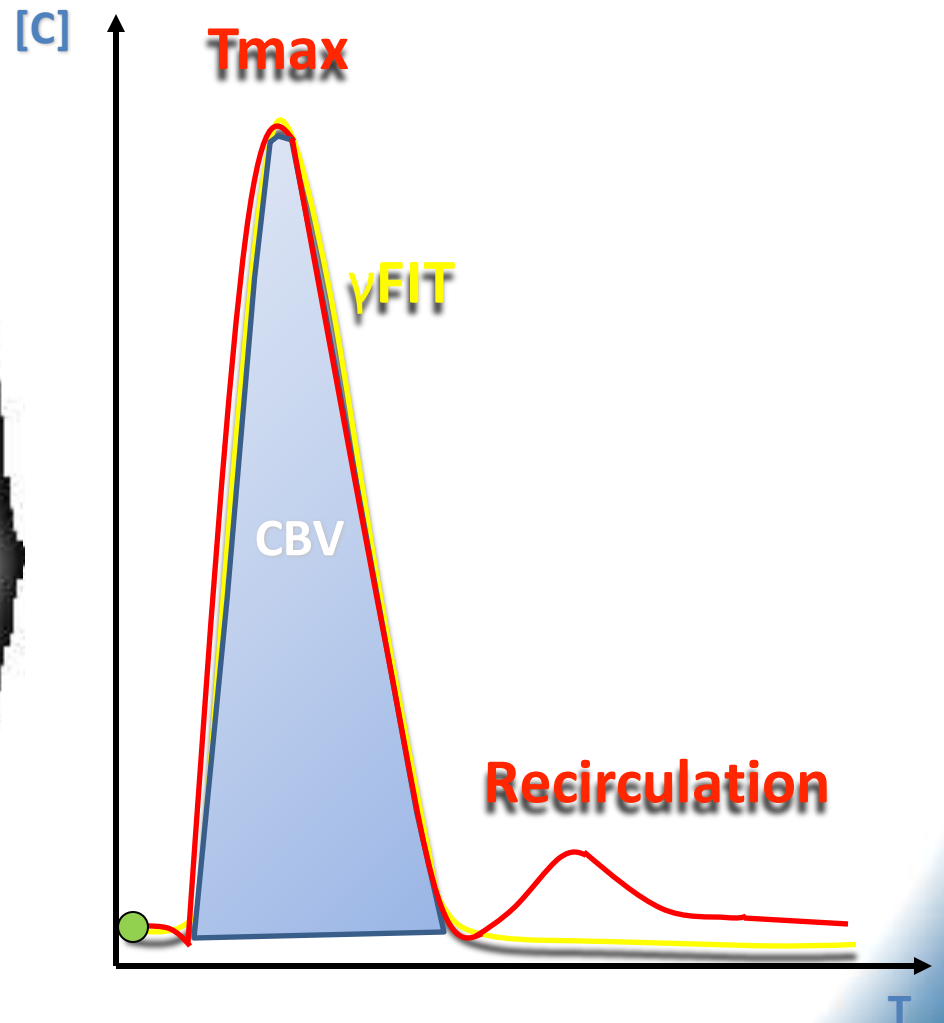 [C]
Tmax
γFIT
CBV
Recirculation
T